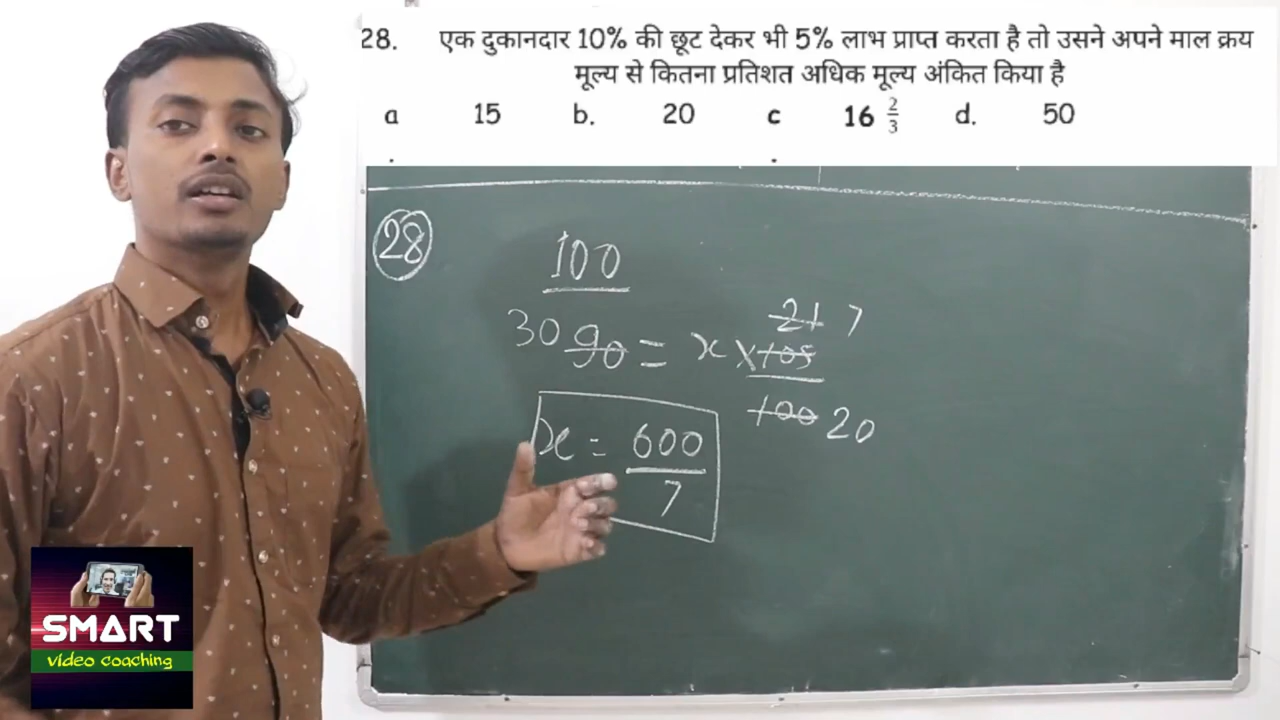 28. एक दुकानदार 10% की छूट देकर भी 5% लाभ प्राप्त करता है तो उसने अपने माल क्रय
मूल्य से कितना प्रतिशत अधिक मूल्य अंकित किया है
a 15 b. 20 c 16 2/3 d. 50
. .
28
100
21 7
30 90 = x × 105
100 20
x = 600
7
SMART
video coaching